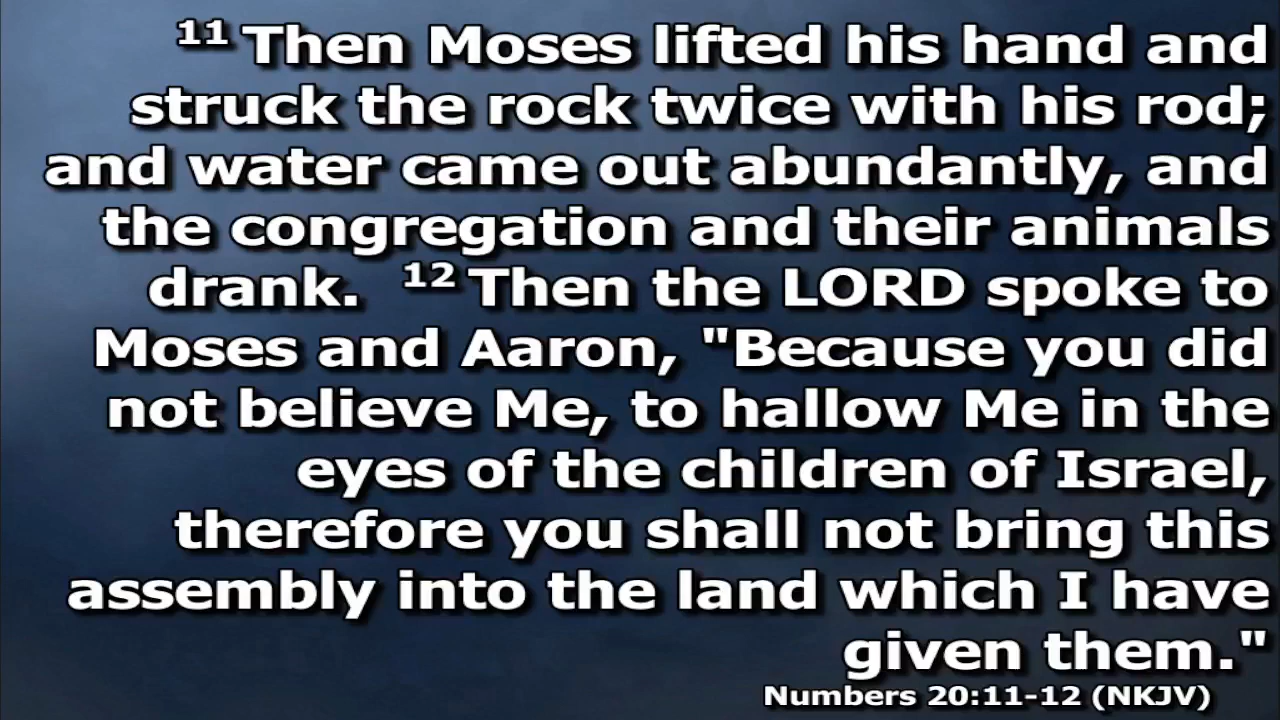 11 Then Moses lifted his hand and
struck the rock twice with his rod;
and water came out abundantly, and
the congregation and their animals
drank. 12 Then the LORD spoke to
Moses and Aaron, "Because you did
not believe Me, to hallow Me in the
eyes of the children of Israel,
therefore you shall not bring this
assembly into the land which I have
given them."
Numbers 20:11-12 (NKJV)